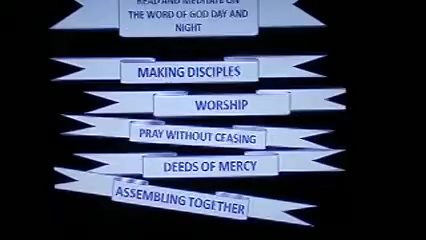 READ AND MEDITATE ON
THE WORD OF GOD DAY AND
NIGHT
MAKING DISCIPLES
WORSHIP
PRAY WITHOUT CEASING
DEEDS OF MERCY
ASSEMBLING TOGETHER